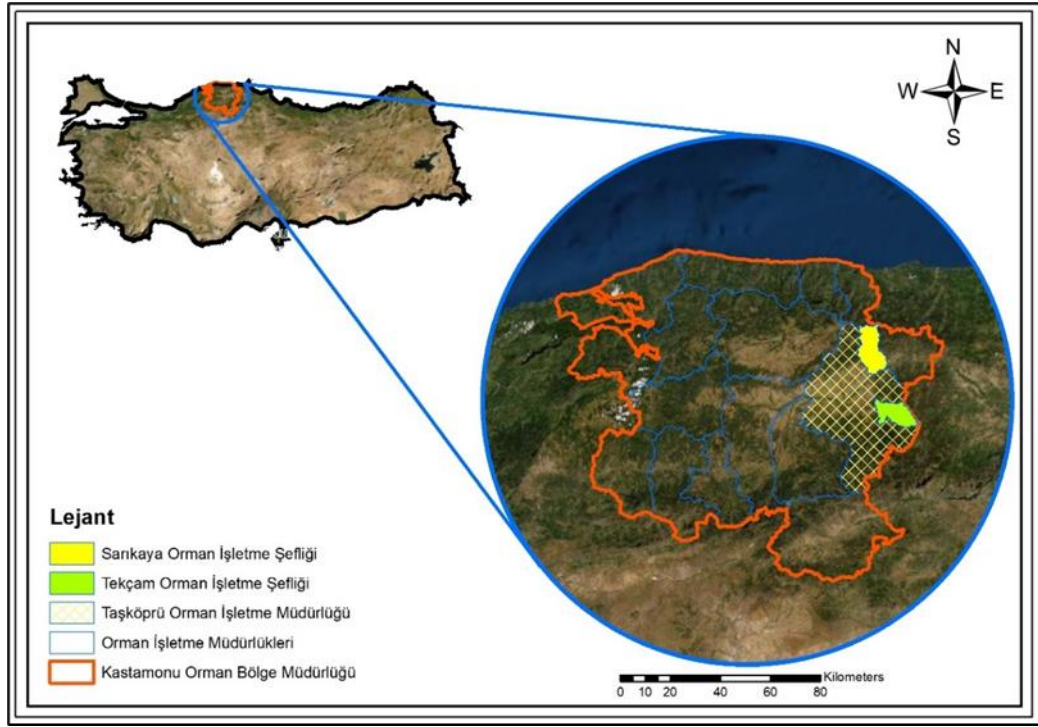 N
W E
S
Lejant
Sarıkaya Orman İşletme Şefliği
Tekçam Orman İşletme Şefliği
Taşköprü Orman İşletme Müdürlüğü
Orman İşletme Müdürlükleri
Kastamonu Orman Bölge Müdürlüğü
Kilometers
0 10 20 40 60 80